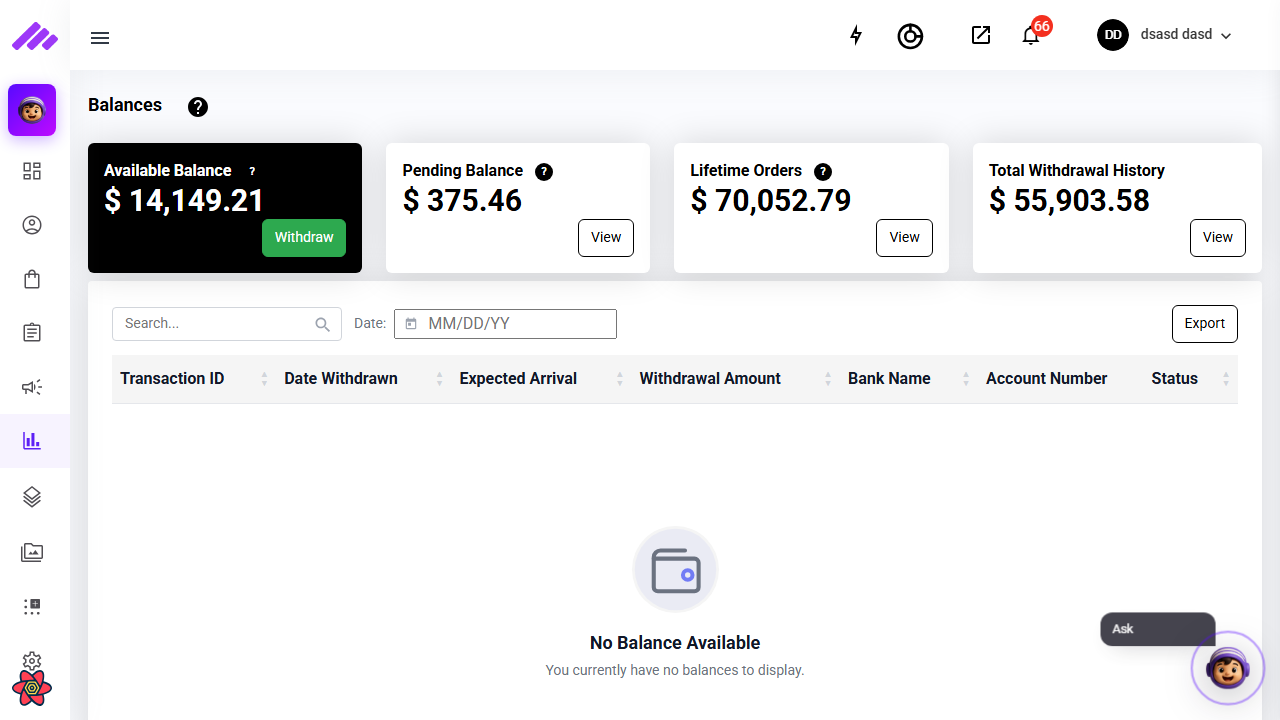 66
DD
dsasd dasd
Balances
?
Available Balance ?
$ 14,149.21
Withdraw
Pending Balance ?
$ 375.46
View
Lifetime Orders ?
$ 70,052.79
View
Total Withdrawal History
$ 55,903.58
View
Search...
Date:
MM/DD/YY
Export
Transaction ID
Date Withdrawn
Expected Arrival
Withdrawal Amount
Bank Name
Account Number
Status
No Balance Available
You currently have no balances to display.
Ask